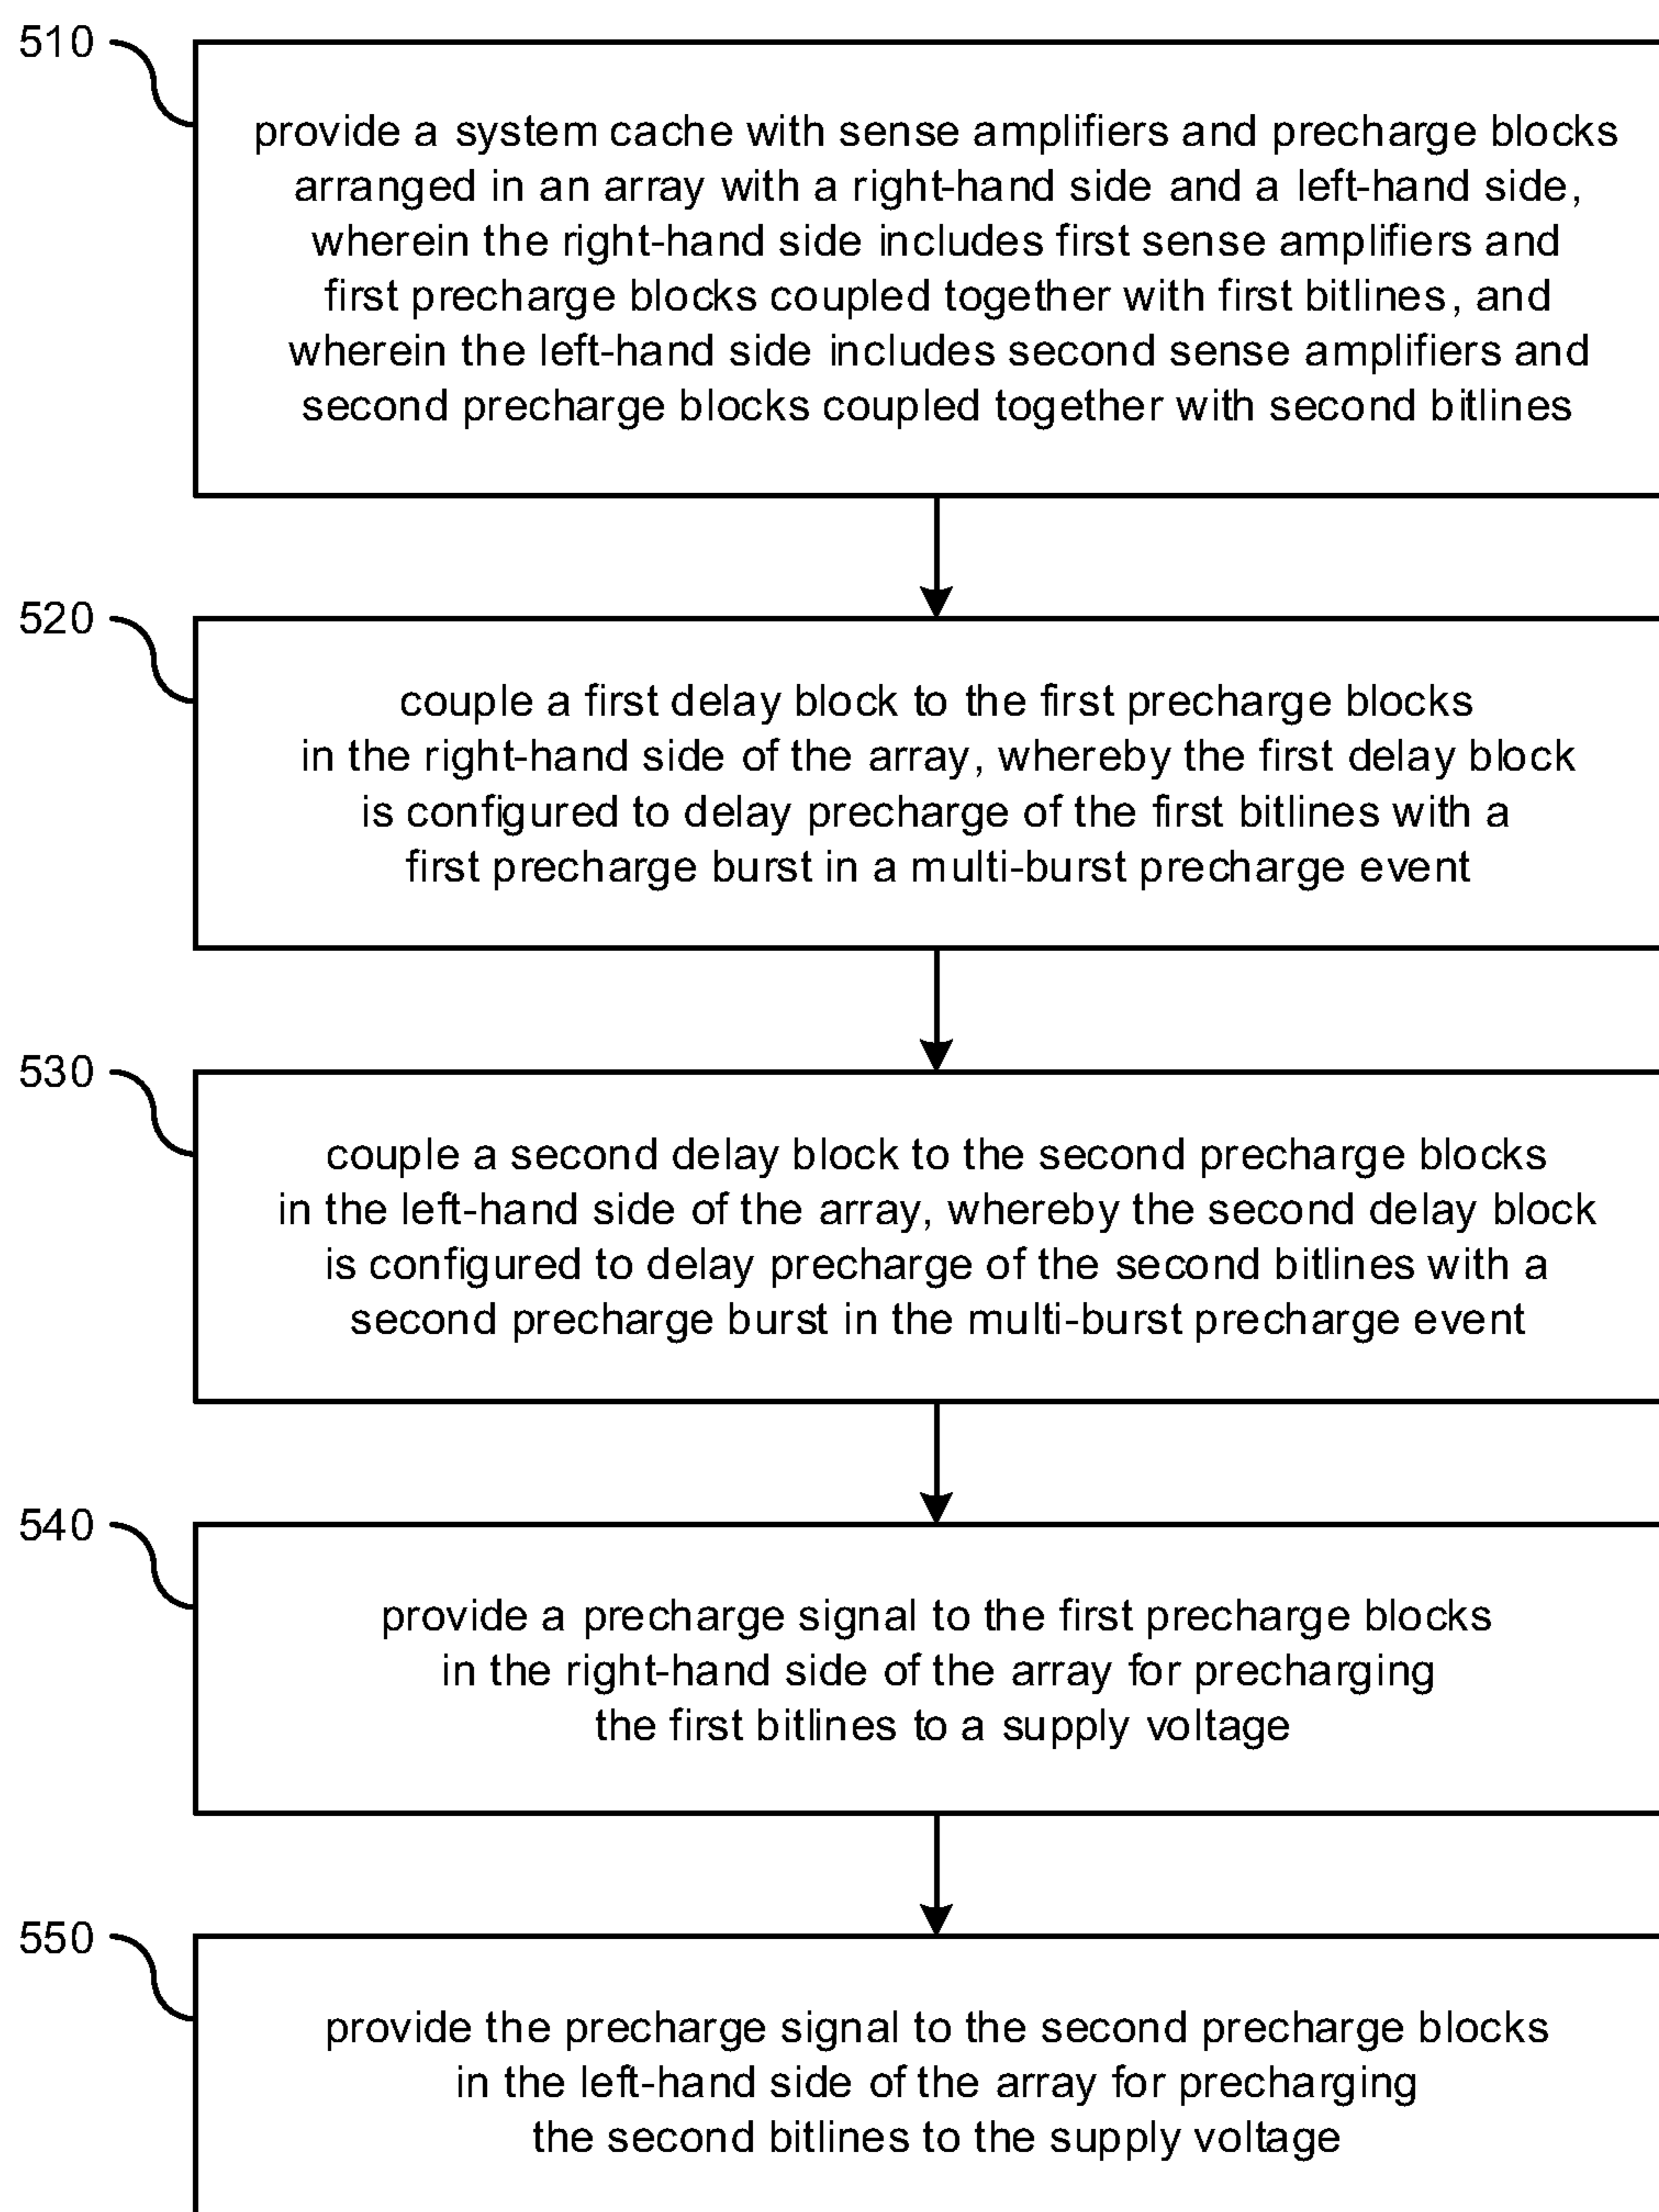 510
provide a system cache with sense amplifiers and precharge blocks
arranged in an array with a right-hand side and a left-hand side,
wherein the right-hand side includes first sense amplifiers and
first precharge blocks coupled together with first bitlines, and
wherein the left-hand side includes second sense amplifiers and
second precharge blocks coupled together with second bitlines
520
couple a first delay block to the first precharge blocks
in the right-hand side of the array, whereby the first delay block
is configured to delay precharge of the first bitlines with a
first precharge burst in a multi-burst precharge event
530
couple a second delay block to the second precharge blocks
in the left-hand side of the array, whereby the second delay block
is configured to delay precharge of the second bitlines with a
second precharge burst in the multi-burst precharge event
540
provide a precharge signal to the first precharge blocks
in the right-hand side of the array for precharging
the first bitlines to a supply voltage
550
provide the precharge signal to the second precharge blocks
in the left-hand side of the array for precharging
the second bitlines to the supply voltage